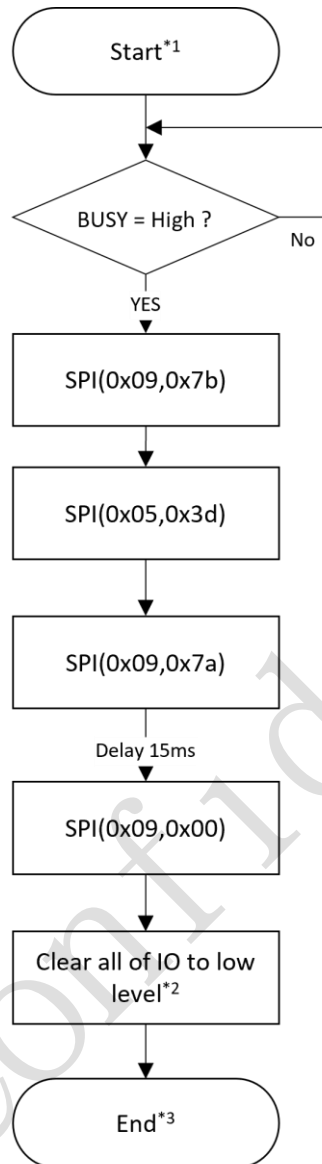 Start*1
BUSY = High ?
No
YES
SPI(0x09,0x7b)
SPI(0x05,0x3d)
SPI(0x09,0x7a)
Delay 15ms
SPI(0x09,0x00)
Clear all of IO to low
level*2
End*3
confid